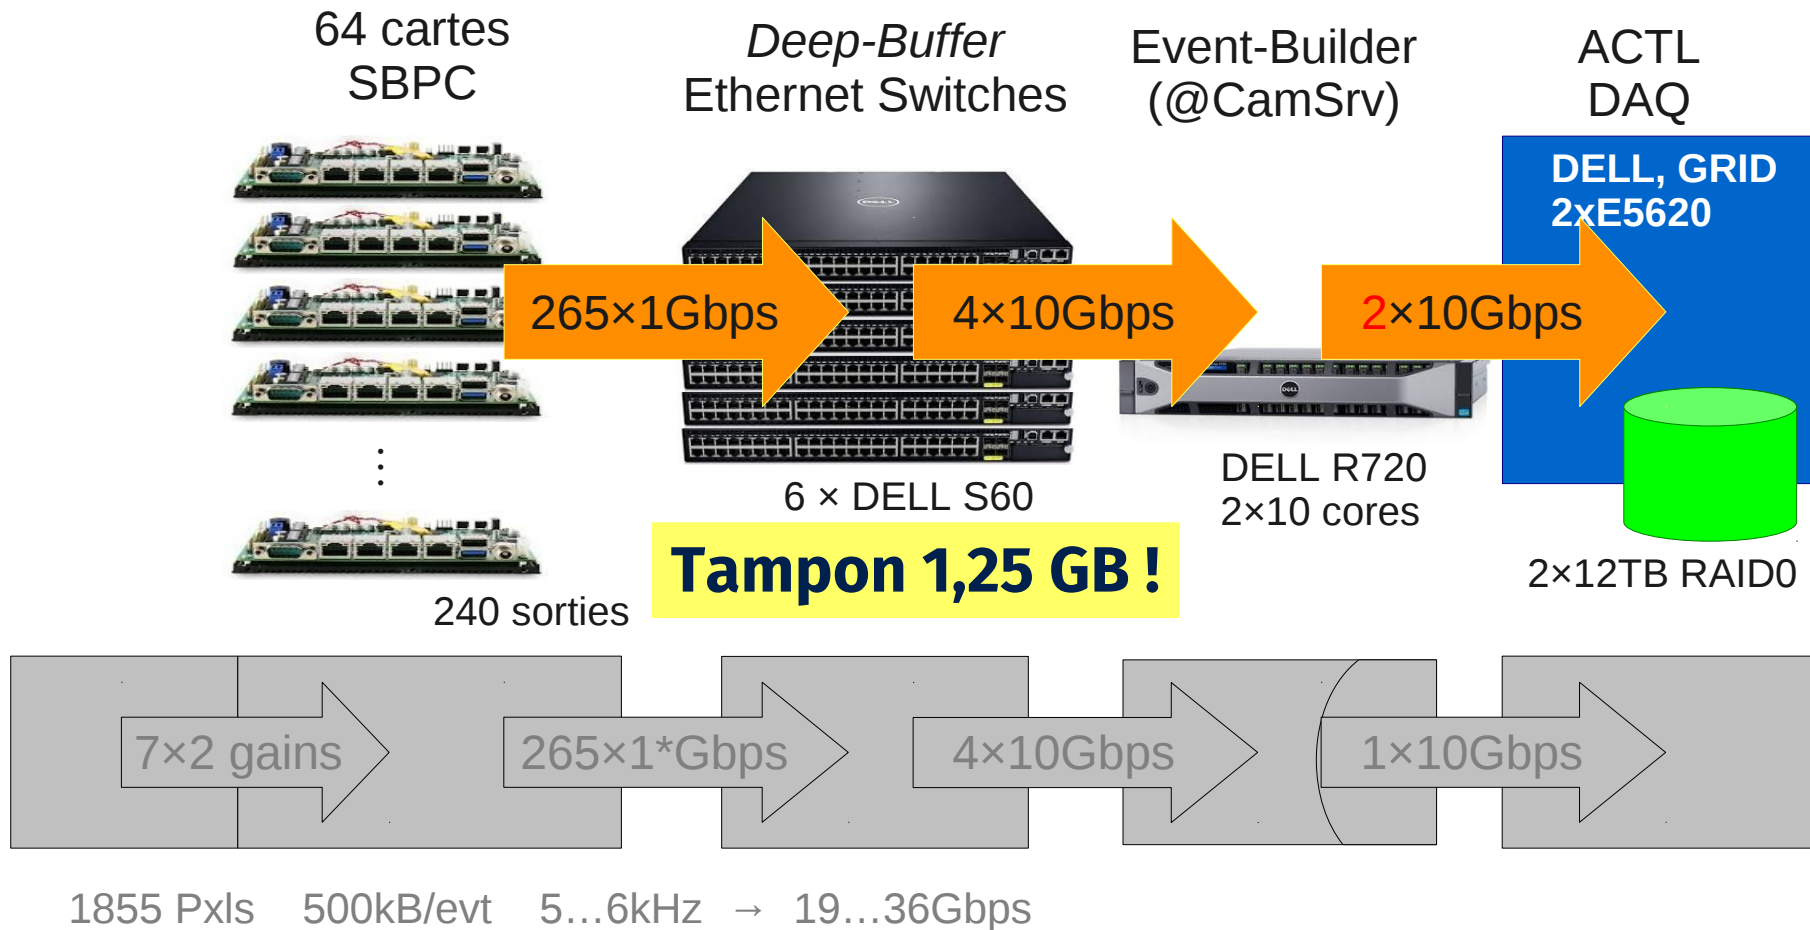 64 cartes
SBPC
Deep-Buffer
Ethernet Switches
Event-Builder
(@CamSrv)
ACTL
DAQ
DELL, GRID
2xE5620
265×1Gbps
4×10Gbps
2×10Gbps
DELL
DELL
⋮
6 × DELL S60
DELL R720
2×10 cores
Tampon 1,25 GB !
2×12TB RAID0
240 sorties
7×2 gains
265×1*Gbps
4×10Gbps
1×10Gbps
1855 Pxls 500kB/evt 5…6kHz → 19…36Gbps